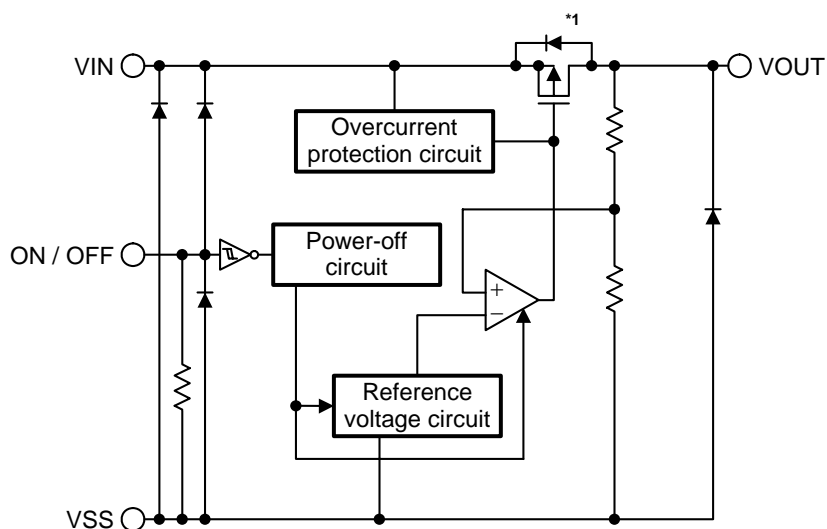 *1
VIN
VOUT
Overcurrent
protection circuit
ON / OFF
Power-off
circuit
+
−
Reference
voltage circuit
VSS